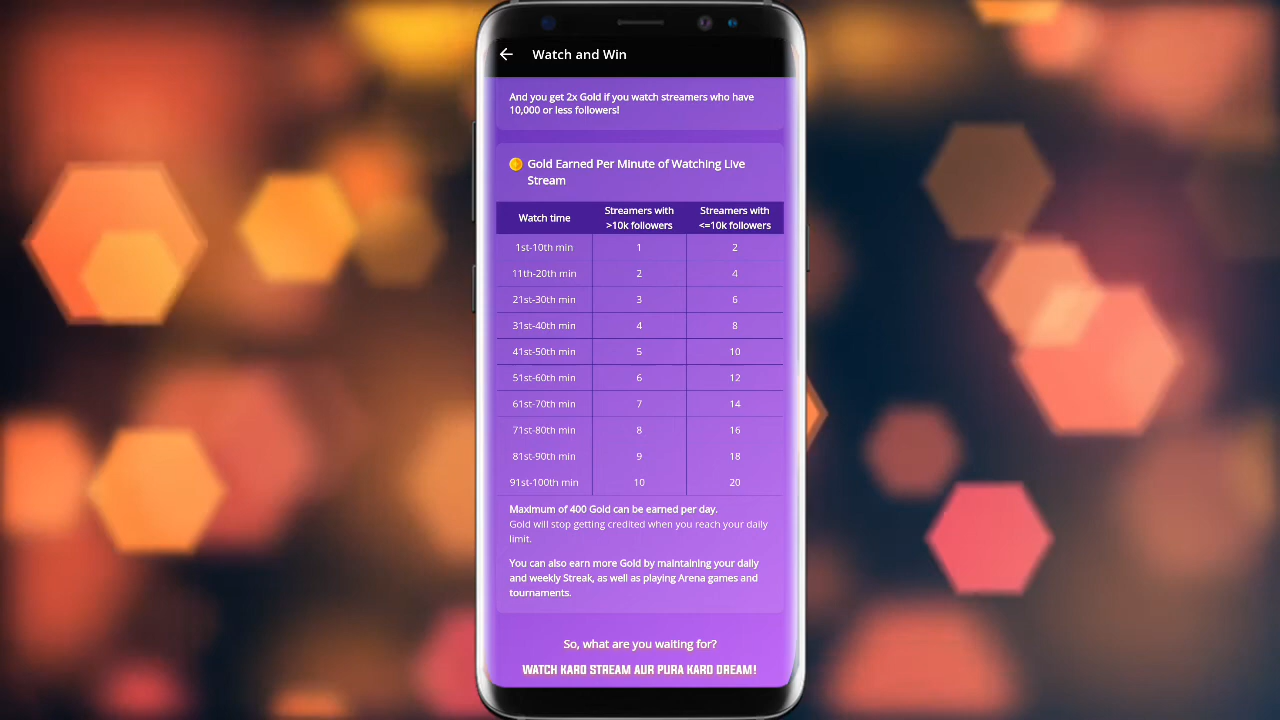 Watch and Win
And you get 2x Gold if you watch streamers who have
10,000 or less followers!
Gold Earned Per Minute of Watching Live
Stream
Watch time Streamers with >10k followers Streamers with <=10k followers
1st-10th min 1 2
11th-20th min 2 4
21st-30th min 3 6
31st-40th min 4 8
41st-50th min 5 10
51st-60th min 6 12
61st-70th min 7 14
71st-80th min 8 16
81st-90th min 9 18
91st-100th min 10 20
Maximum of 400 Gold can be earned per day.
Gold will stop getting credited when you reach your daily
limit.
You can also earn more Gold by maintaining your daily
and weekly Streak, as well as playing Arena games and
tournaments.
So, what are you waiting for?
WATCH KARO STREAM AUR PURA KARO DREAM!